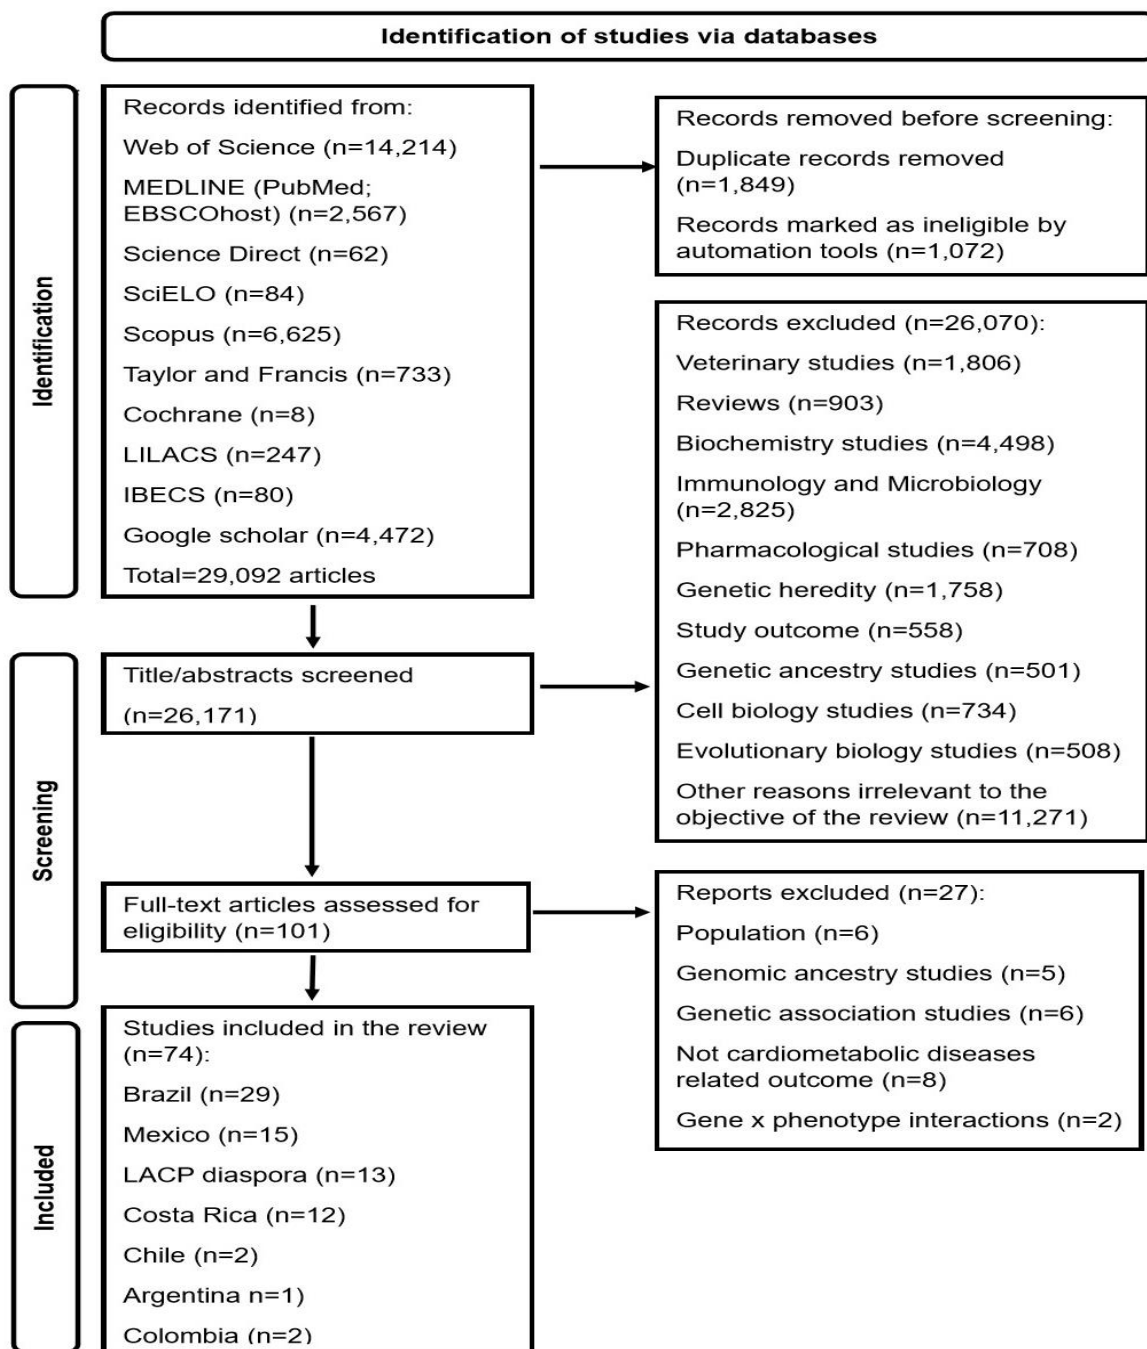 Identification of studies via databases
Identification
Records identified from:
Web of Science (n=14,214)
MEDLINE (PubMed;
EBSCOhost) (n=2,567)
Science Direct (n=62)
SciELO (n=84)
Scopus (n=6,625)
Taylor and Francis (n=733)
Cochrane (n=8)
LILACS (n=247)
IBECS (n=80)
Google scholar (n=4,472)
Total=29,092 articles
Records removed before screening:
Duplicate records removed
(n=1,849)
Records marked as ineligible by
automation tools (n=1,072)
Screening
Title/abstracts screened
(n=26,171)
Records excluded (n=26,070):
Veterinary studies (n=1,806)
Reviews (n=903)
Biochemistry studies (n=4,498)
Immunology and Microbiology
(n=2,825)
Pharmacological studies (n=708)
Genetic heredity (n=1,758)
Study outcome (n=558)
Genetic ancestry studies (n=501)
Cell biology studies (n=734)
Evolutionary biology studies (n=508)
Other reasons irrelevant to the
objective of the review (n=11,271)
Full-text articles assessed for
eligibility (n=101)
Reports excluded (n=27):
Population (n=6)
Genomic ancestry studies (n=5)
Genetic association studies (n=6)
Not cardiometabolic diseases
related outcome (n=8)
Gene x phenotype interactions (n=2)
Included
Studies included in the review
(n=74):
Brazil (n=29)
Mexico (n=15)
LACP diaspora (n=13)
Costa Rica (n=12)
Chile (n=2)
Argentina n=1)
Colombia (n=2)